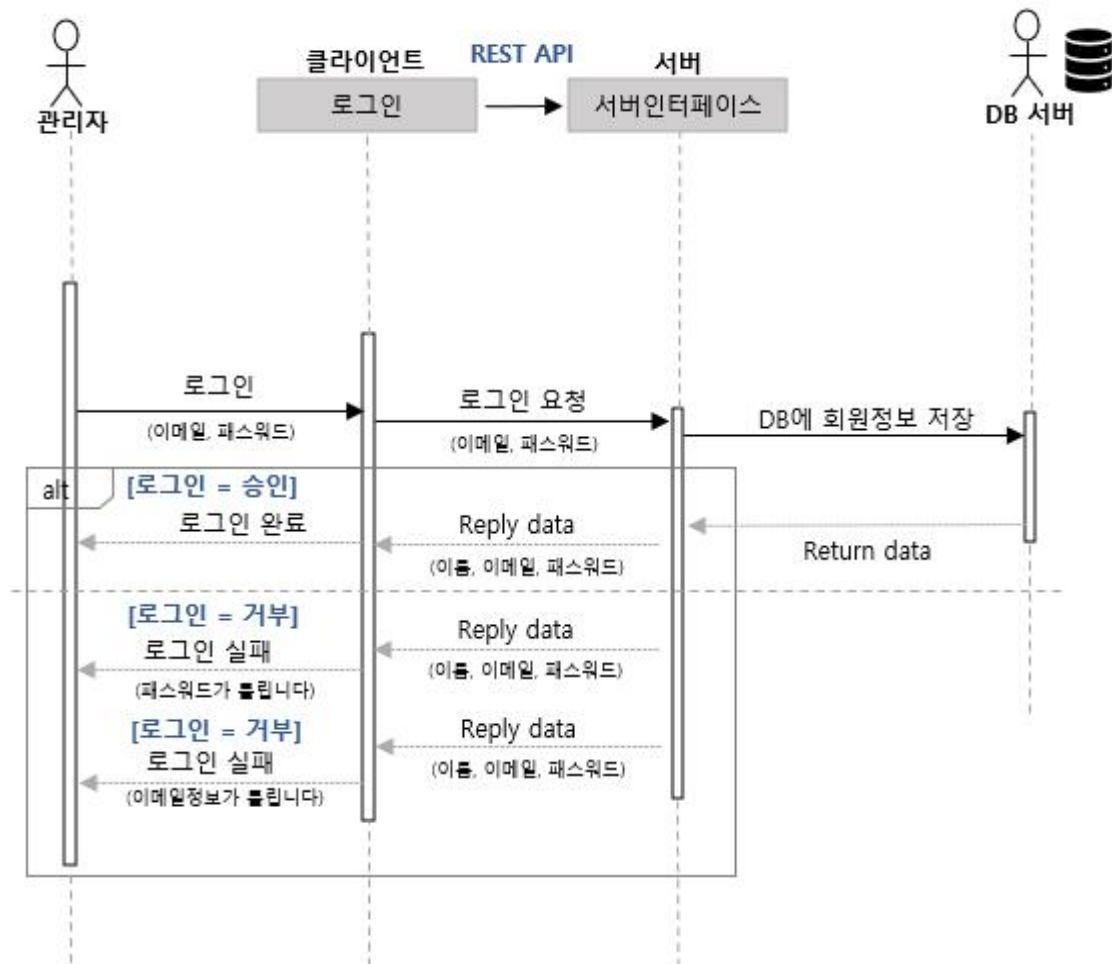 클라이언트
REST API
서버
관리자
로그인
서버인터페이스
DB 서버
로그인
(이메일, 패스워드)
로그인 요청
(이메일, 패스워드)
DB에 회원정보 저장
alt
[로그인 = 승인]
로그인 완료
Reply data
(이름, 이메일, 패스워드)
Return data
[로그인 = 거부]
로그인 실패
(패스워드가 틀립니다)
Reply data
(이름, 이메일, 패스워드)
[로그인 = 거부]
로그인 실패
(이메일정보가 틀립니다)
Reply data
(이름, 이메일, 패스워드)